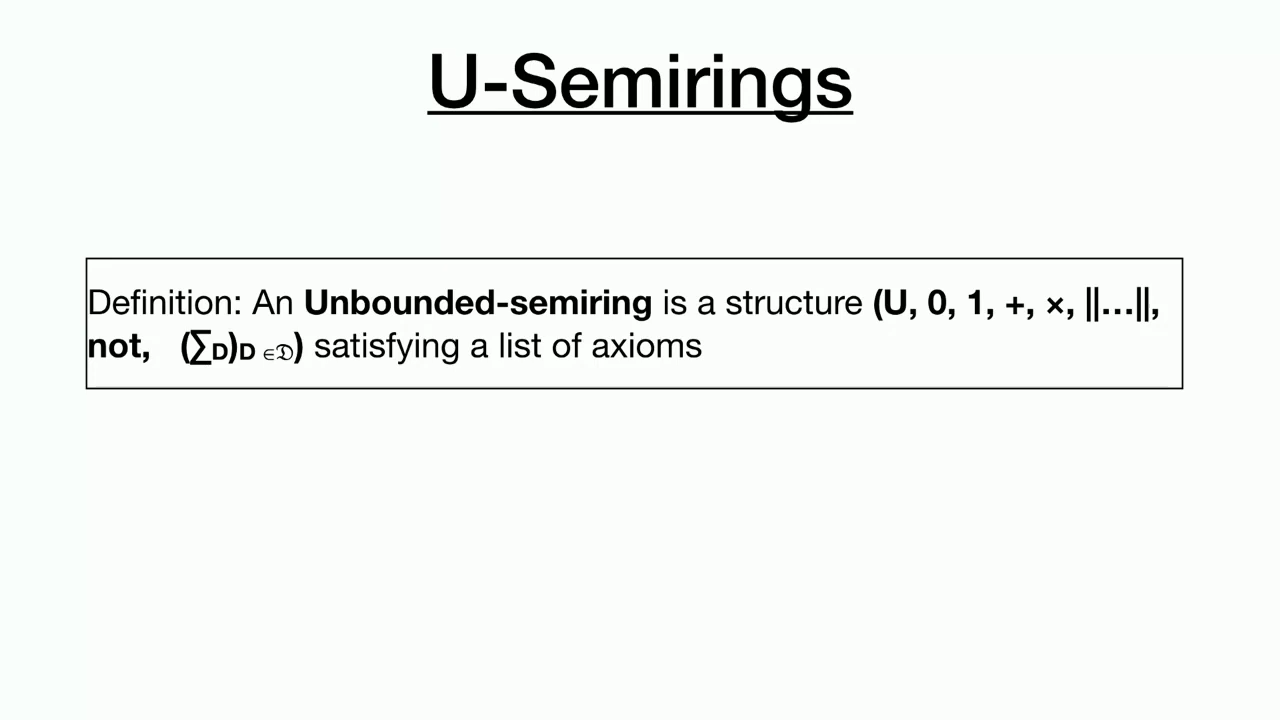 U-Semirings
Definition: An Unbounded-semiring is a structure (U, 0, 1, +, ×, ‖…‖,
not, (∑D)D ∈𝔇) satisfying a list of axioms